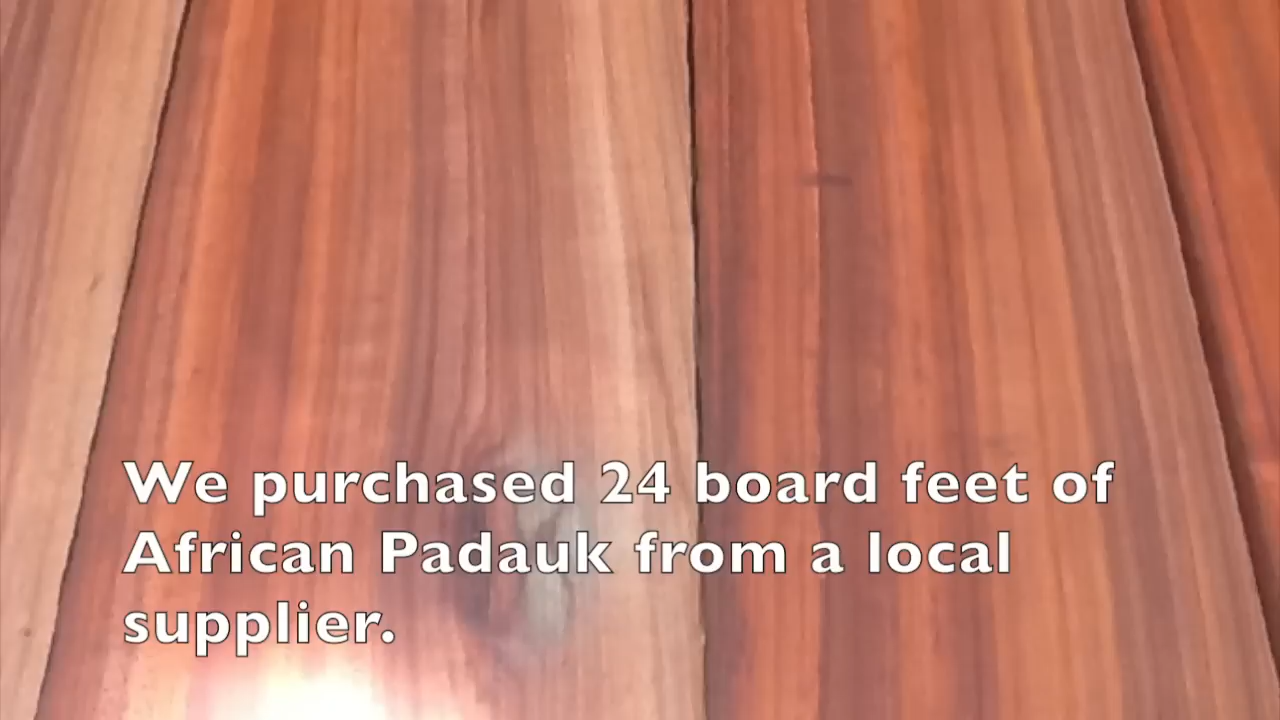 We purchased 24 board feet of
African Padauk from a local
supplier.